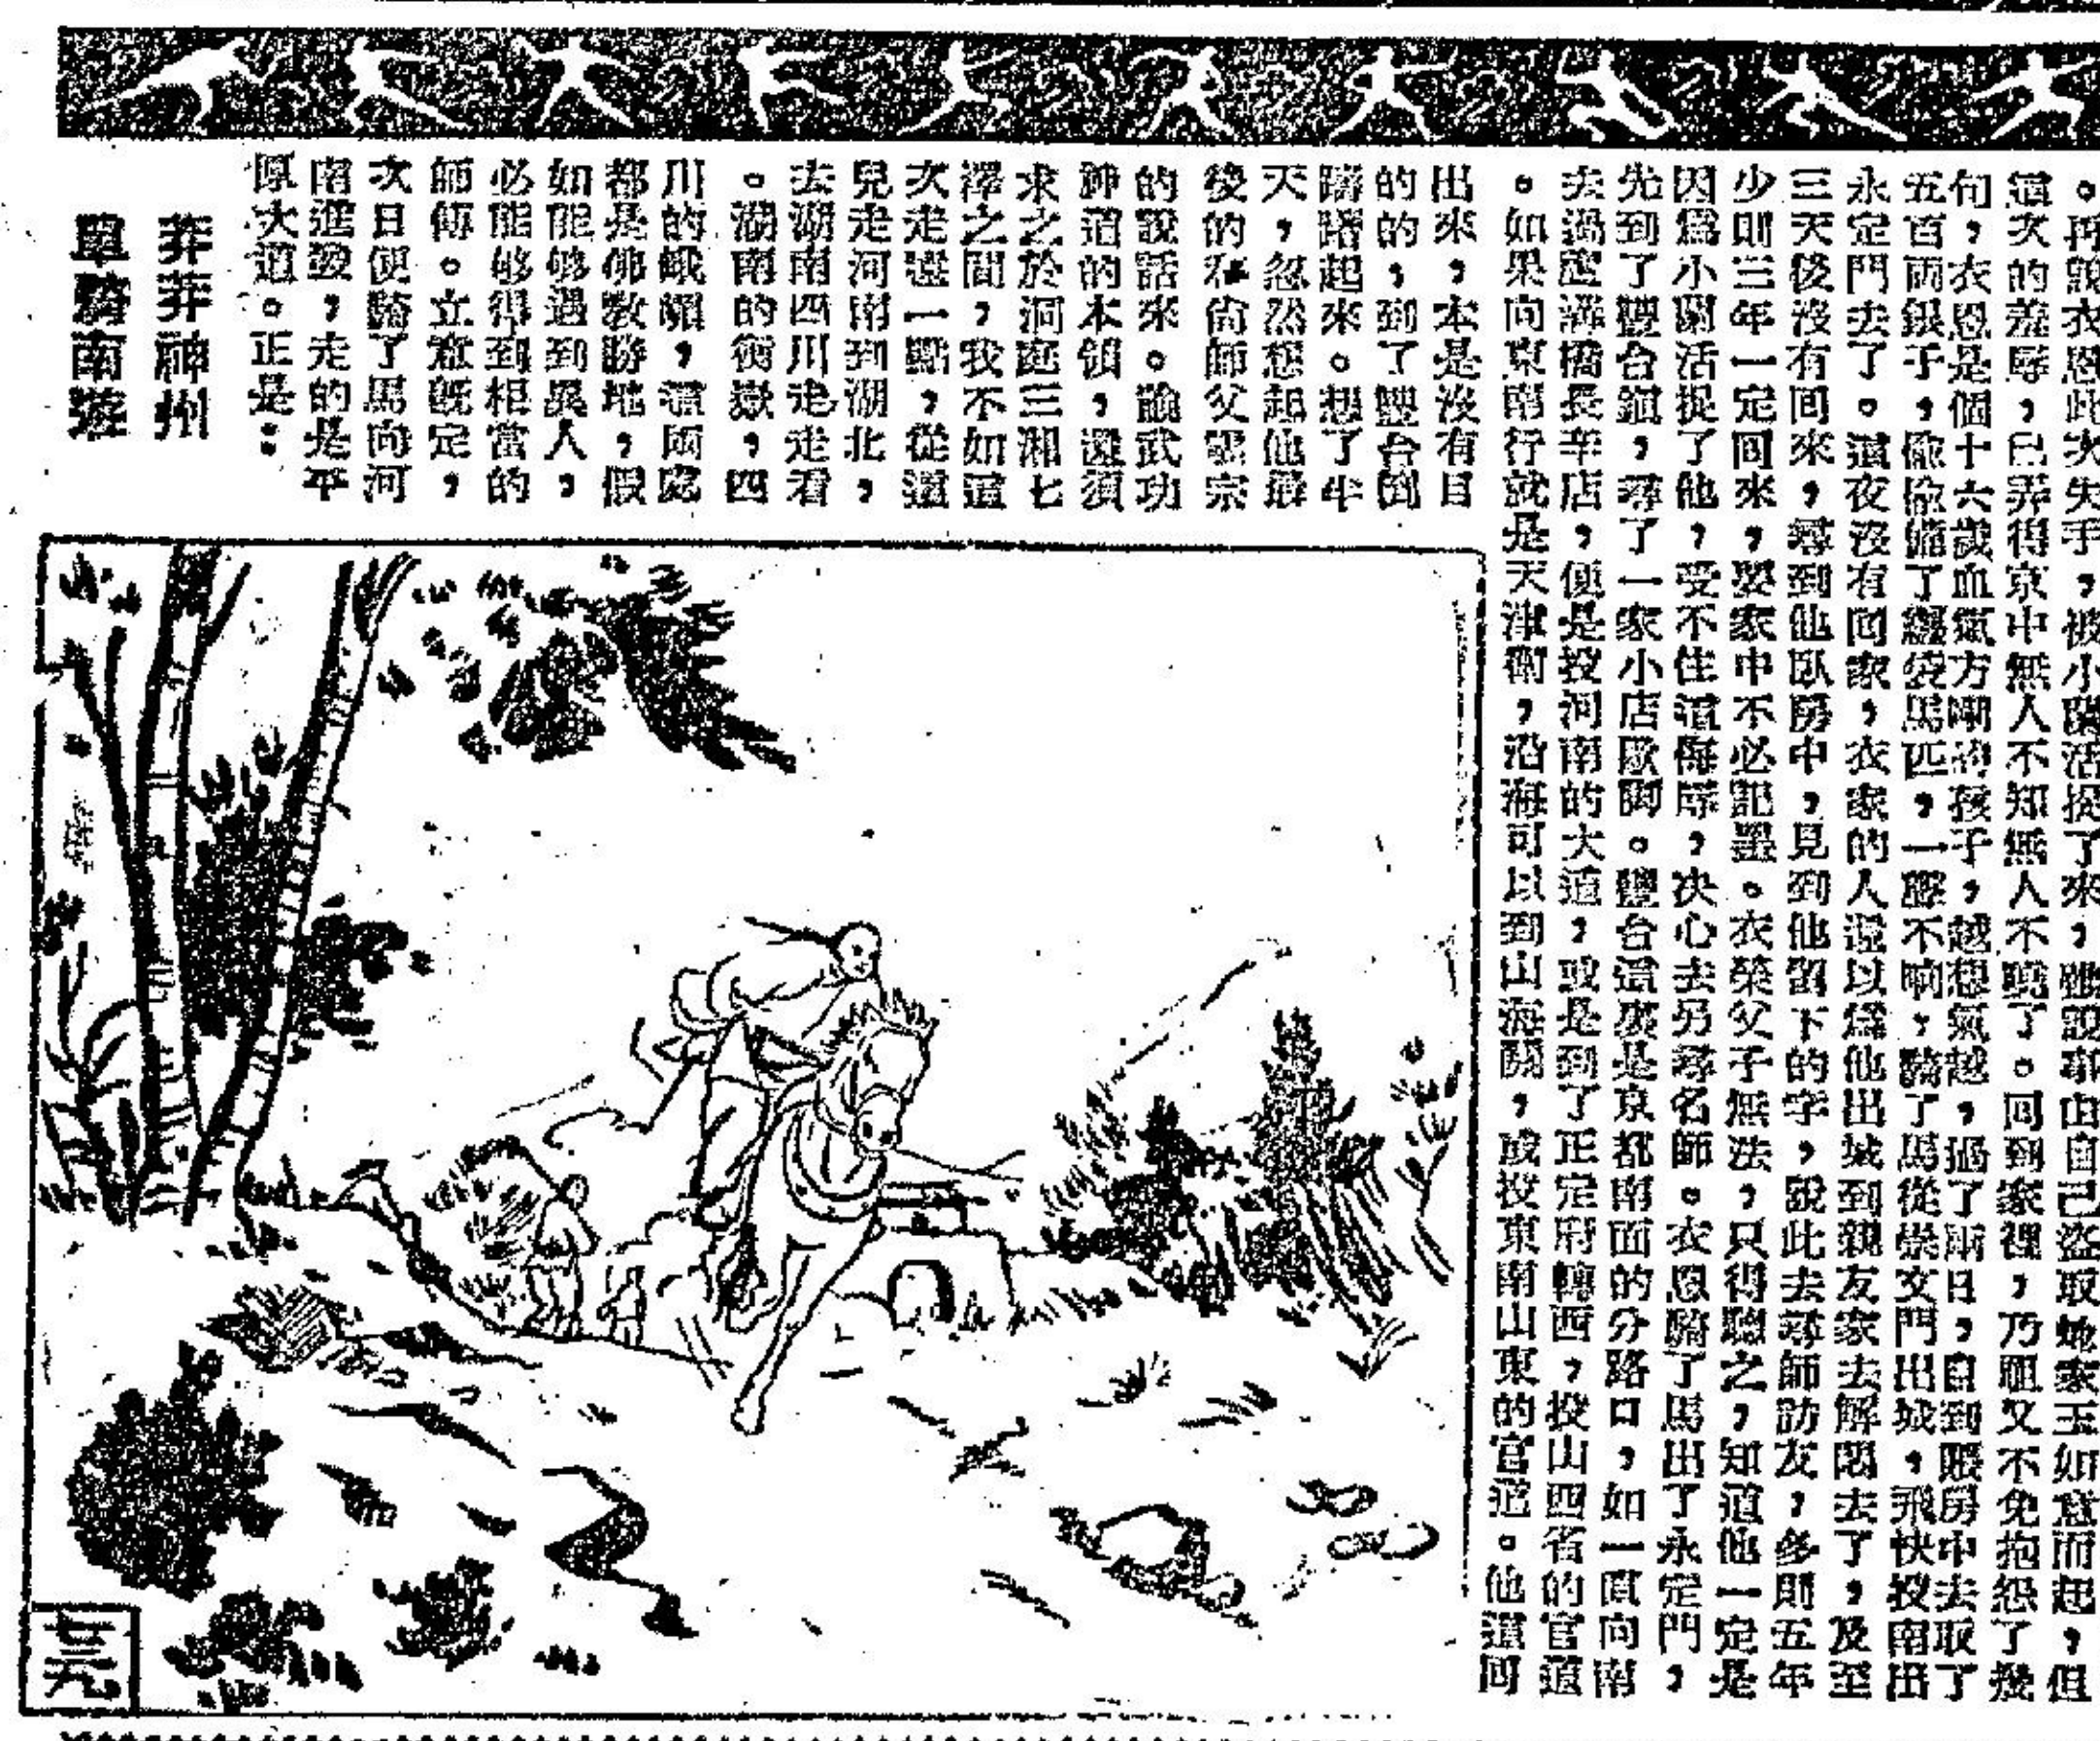 。再說衣恩此次失手，被小蘭活捉了來，雖說事由自己盜取她家玉如意而起，但
這次的羞辱，已弄得京中無人不知無人不曉了。回到家裡，乃祖又不免抱怨了幾
句，衣恩是個十六歲血氣方剛的孩子，越想氣越，揣了兩日，自到賬房中去取了
五百兩銀子，偷偷備了鞍袋馬匹，一聲不响，騎了馬從崇文門出城，飛快投南出
永定門去了。這夜沒有回家，衣家的人還以爲他出城到親友家去解悶去了，及至
三天後沒有回來，尋到他臥房中，見到他留下的字，說此去尋師訪友，多則五年
少則三年一定回來，要家中不必記罣。衣榮父子無法，只得聽之，知道他一定是
因爲小蘭活捉了他，受不住這侮辱，决心去另尋名師。衣恩騎了馬出了永定門，
先到了豐台鎮，尋了一家小店歇脚。豐台這處是京都南面的分路口，如一直向南
去過蘆溝橋長辛店，便是投河南的大道，或是到了正定府轉西，投山西省的官道
。如果向東南行就是天津衛，沿海可以到山海關，或投東南山東的官道。他這回
出來，本是沒有目
的的，到了豐台倒
躊躇起來。想了半
天，忽然想起他最
後的和尚師父雲宗
的說話來。論武功
神道的本領，還須
求之於洞庭三湘七
澤之間，我不如這
次走遠一點，從這
兒走河南到湖北，
去湖南四川走走看
。湖南的衡嶽，四
川的峨嵋，這兩處
都是佛敎勝地，假
如能够遇到異人，
必能够得到相當的
師傅。立意旣定，
次日便騎了馬向河
南進發，走的是平
原大道。正是：
莽莽神州
單騎南遊